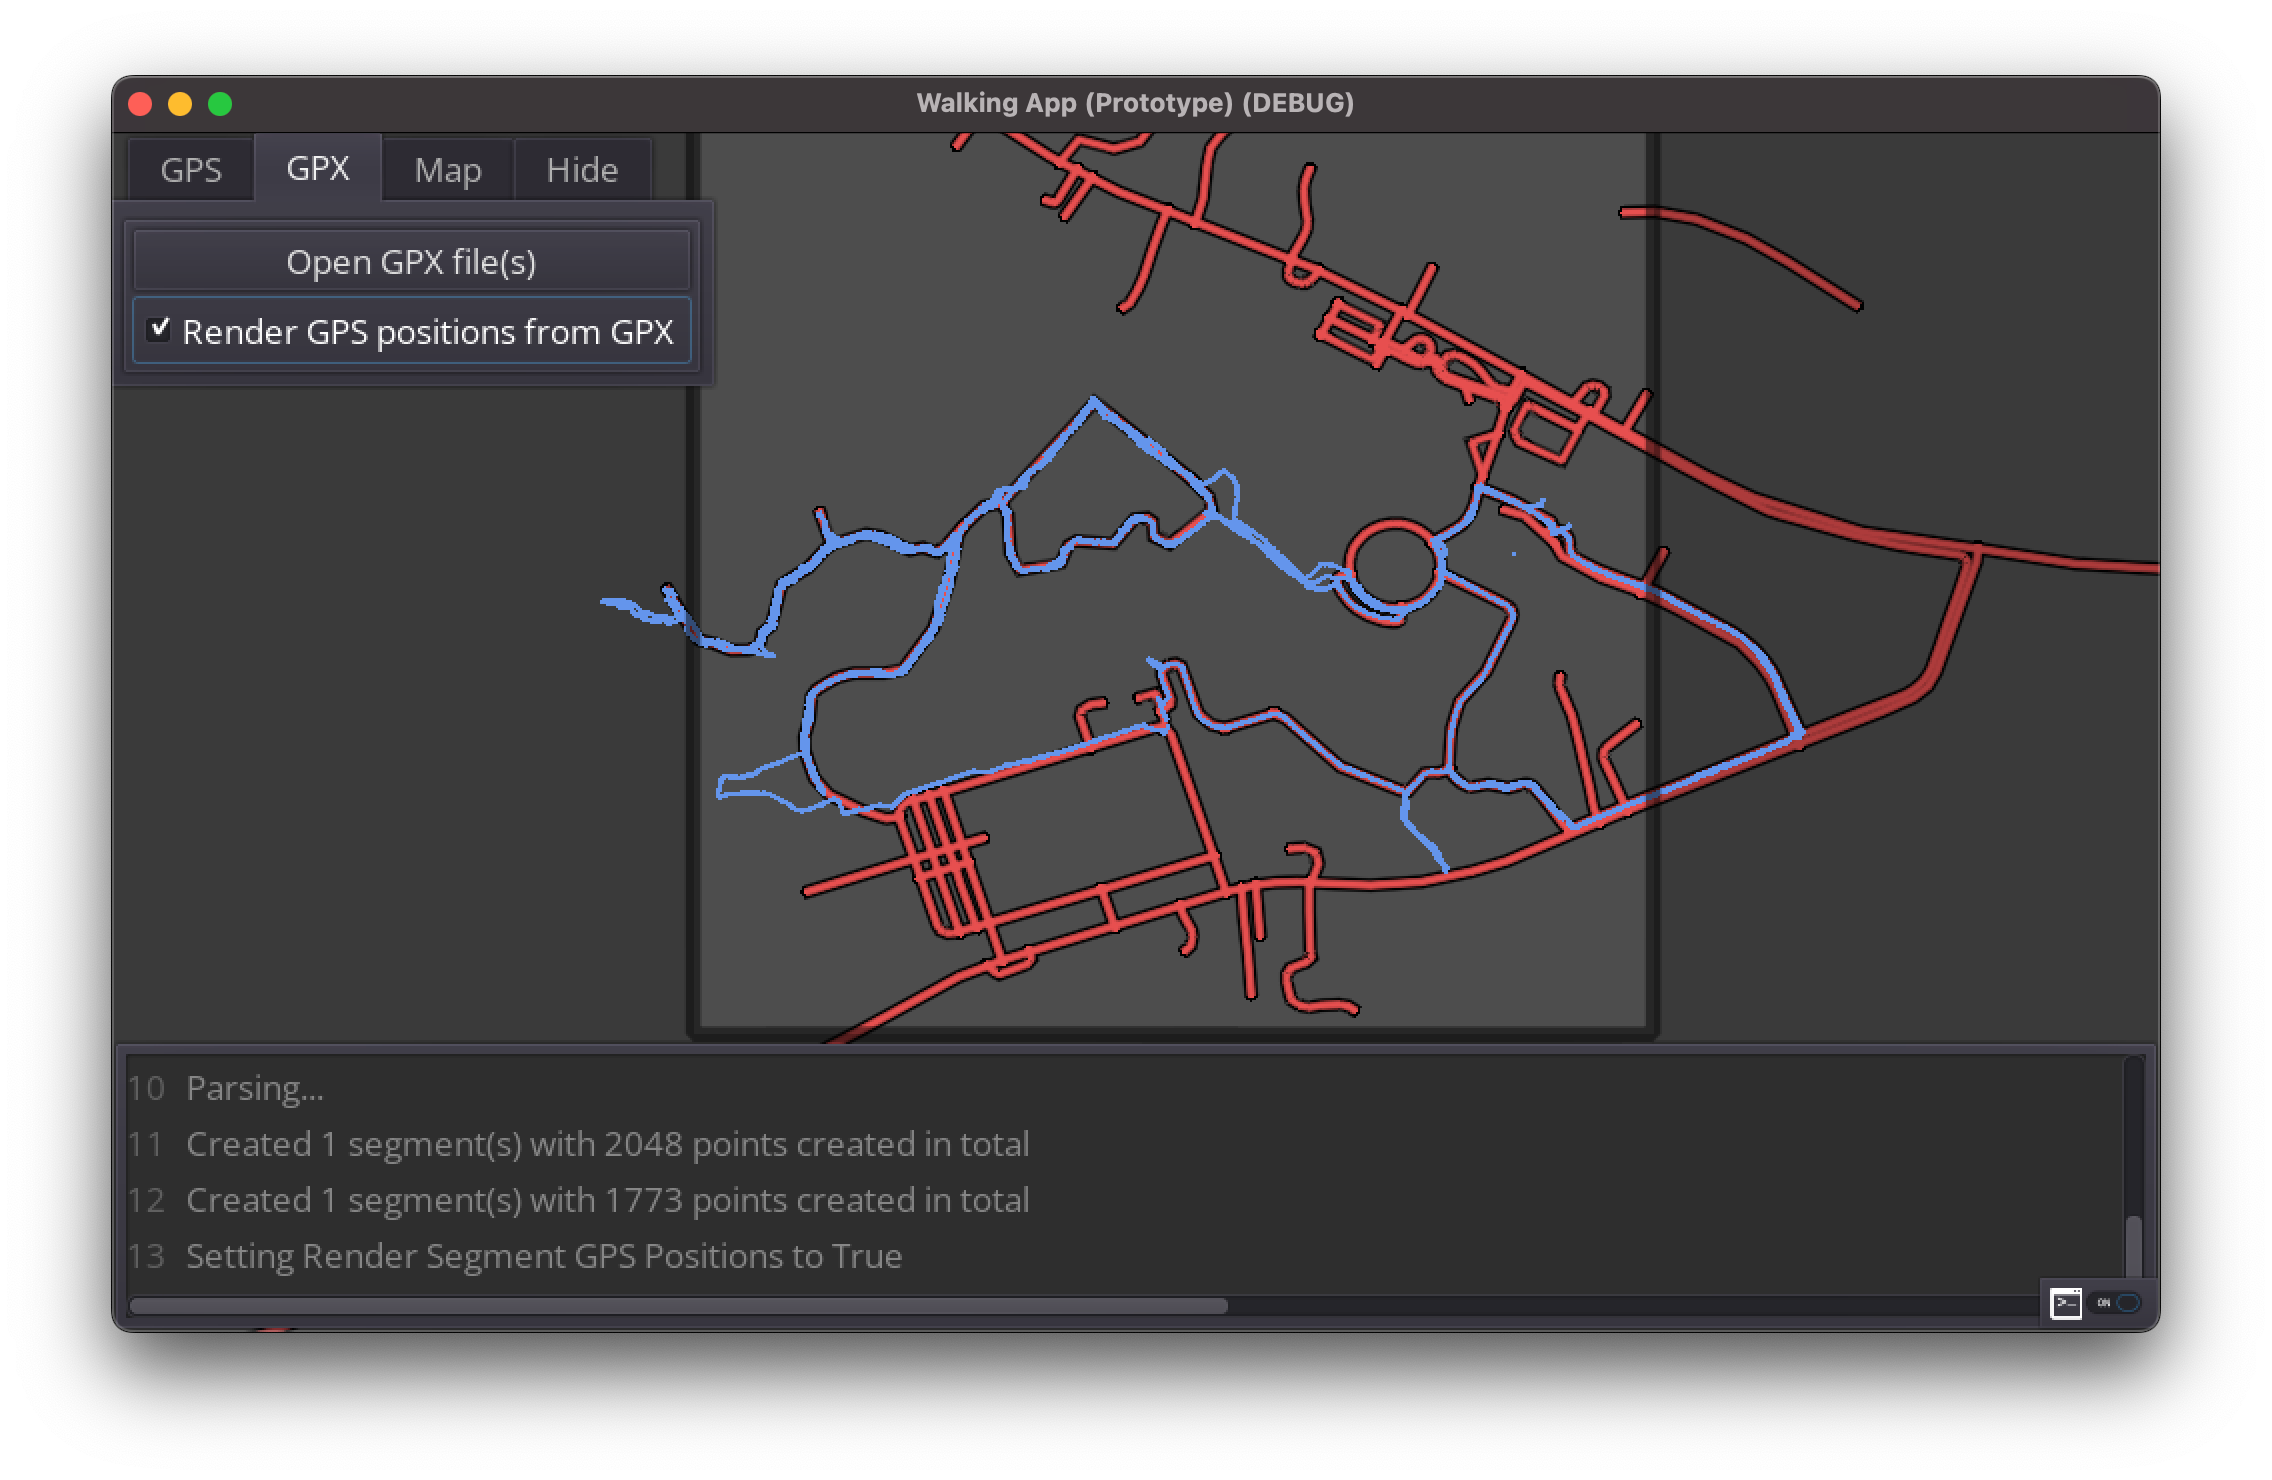 Walking App (Prototype) (DEBUG)
GPS GPX Map Hide
Open GPX file(s)
Render GPS positions from GPX
10 Parsing...
11 Created 1 segment(s) with 2048 points created in total
12 Created 1 segment(s) with 1773 points created in total
13 Setting Render Segment GPS Positions to True
>_ ON